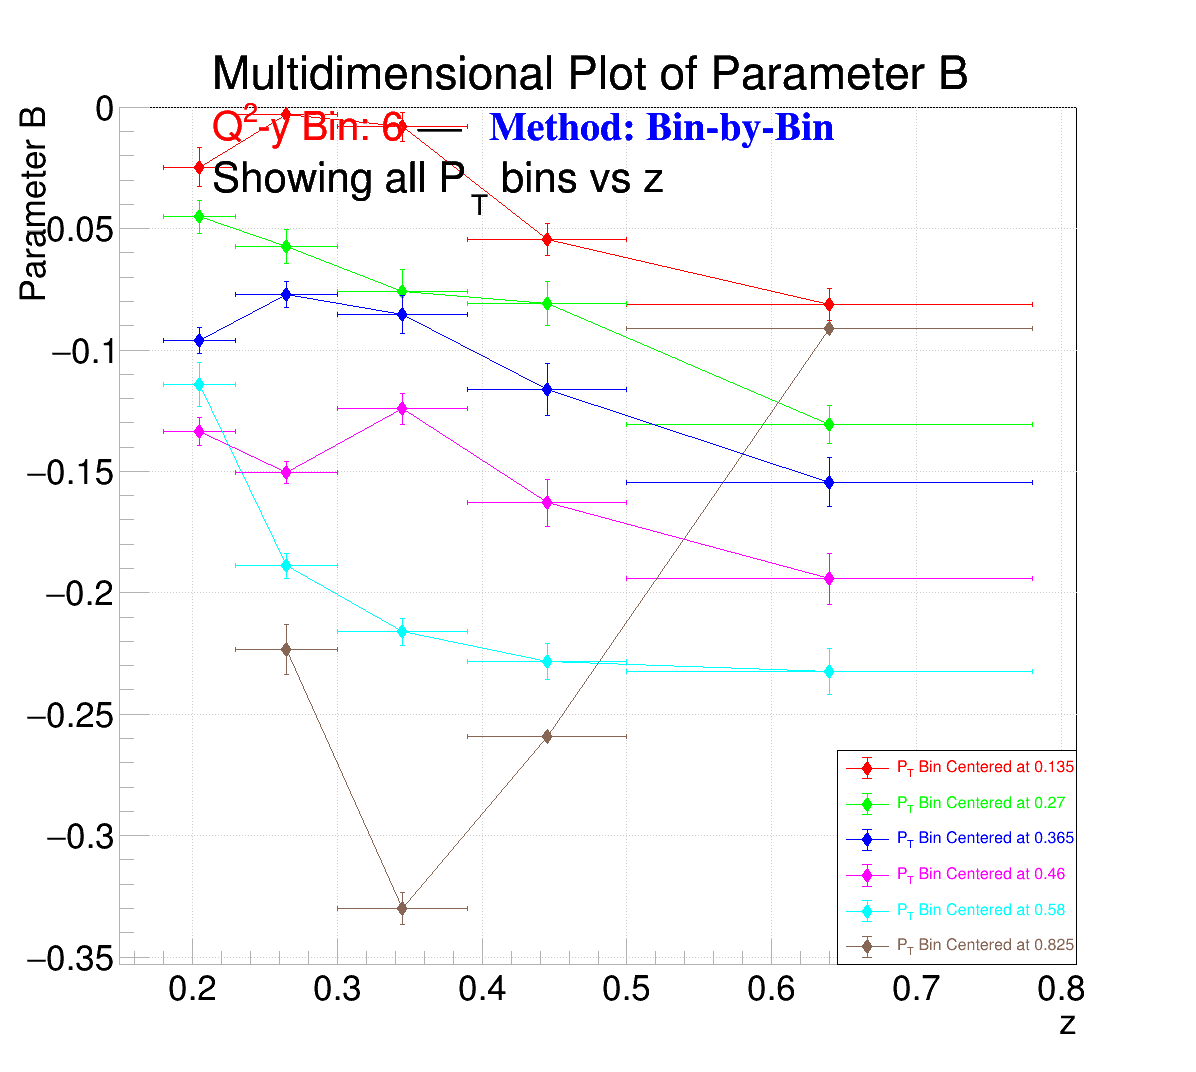 Multidimensional Plot of Parameter B
Q²-y Bin: 6 — Method: Bin-by-Bin
Showing all P_T bins vs z
Parameter B
0
−0.05
−0.1
−0.15
−0.2
−0.25
−0.3
−0.35
P_T Bin Centered at 0.135
P_T Bin Centered at 0.27
P_T Bin Centered at 0.365
P_T Bin Centered at 0.46
P_T Bin Centered at 0.58
P_T Bin Centered at 0.825
0.2 0.3 0.4 0.5 0.6 0.7 0.8
z